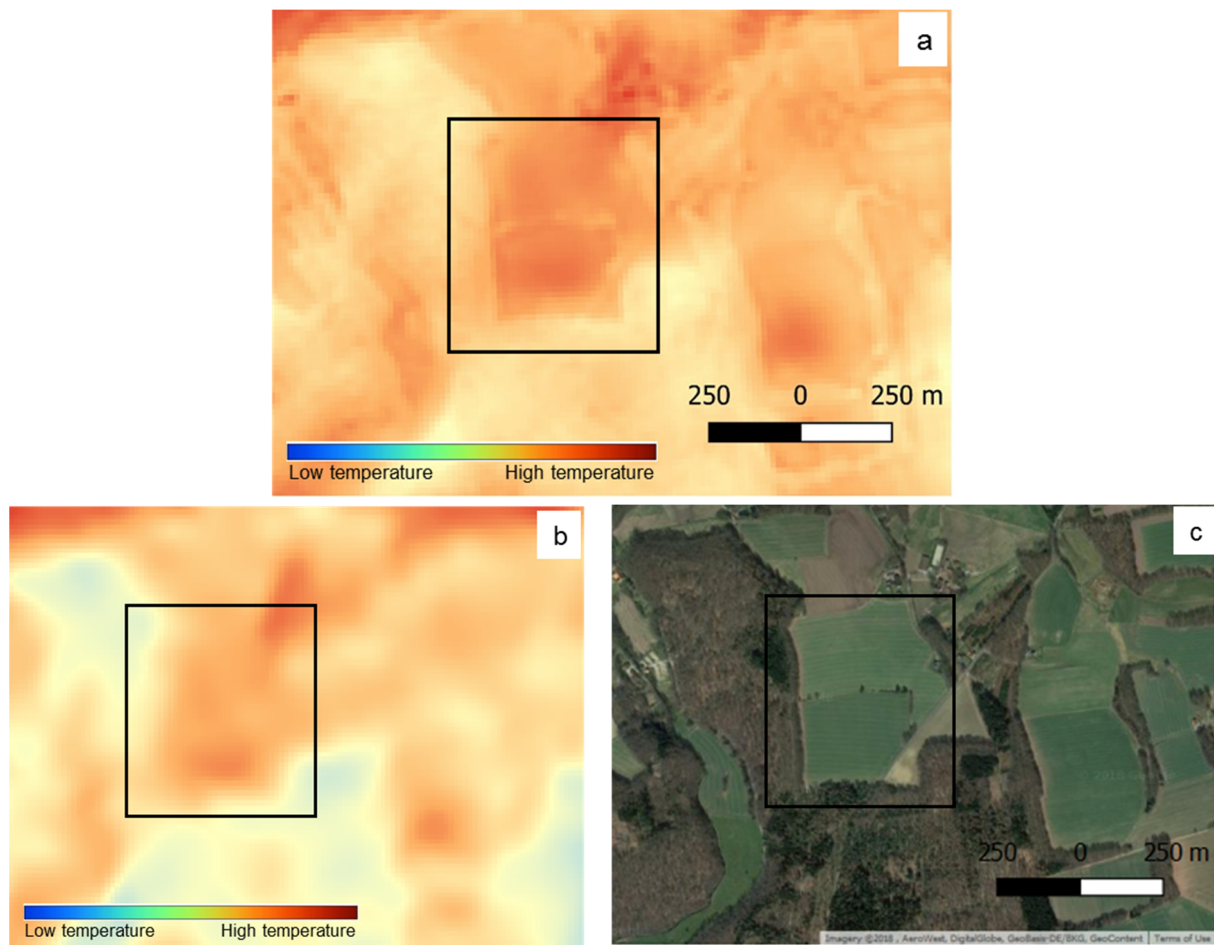 a
250 0 250 m
Low temperature High temperature
b
Low temperature High temperature
c
250 0 250 m
Imagery ©2018 , AeroWest, DigitalGlobe, GeoBasis-DE/BKG, GeoContent | Terms of Use